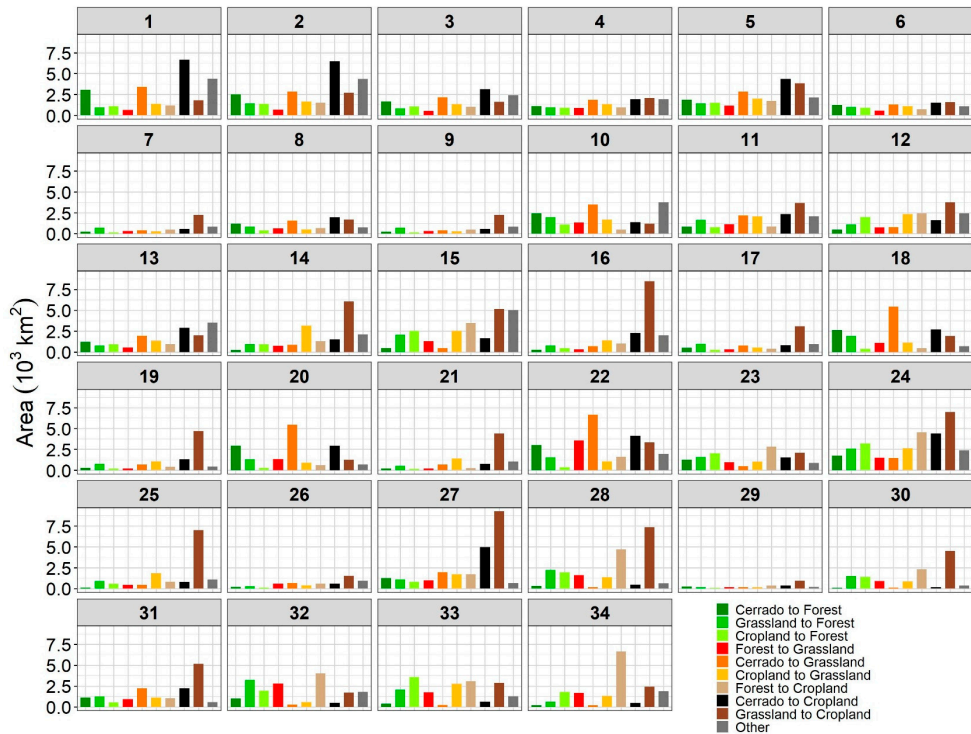 1 2 3 4 5 6
7.5
5.0
2.5
0.0
7 8 9 10 11 12
7.5
5.0
2.5
0.0
13 14 15 16 17 18
7.5
5.0
2.5
0.0
19 20 21 22 23 24
7.5
5.0
2.5
0.0
25 26 27 28 29 30
7.5
5.0
2.5
0.0
31 32 33 34
7.5
5.0
2.5
0.0
Area (10³ km²)
Cerrado to Forest
Grassland to Forest
Cropland to Forest
Forest to Grassland
Cerrado to Grassland
Cropland to Grassland
Forest to Cropland
Cerrado to Cropland
Grassland to Cropland
Other